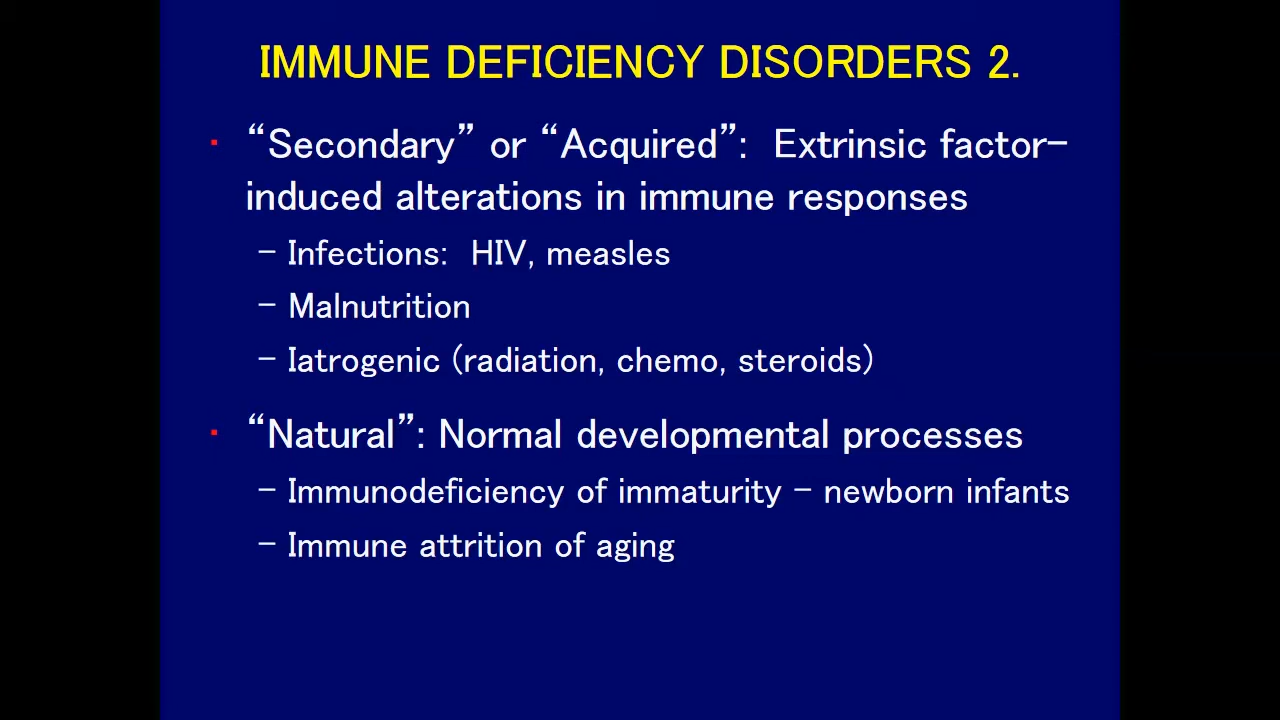 IMMUNE DEFICIENCY DISORDERS 2.
▪ “Secondary” or “Acquired”:  Extrinsic factor-
induced alterations in immune responses
– Infections:  HIV, measles
– Malnutrition
– Iatrogenic (radiation, chemo, steroids)
▪ “Natural”: Normal developmental processes
– Immunodeficiency of immaturity – newborn infants
– Immune attrition of aging